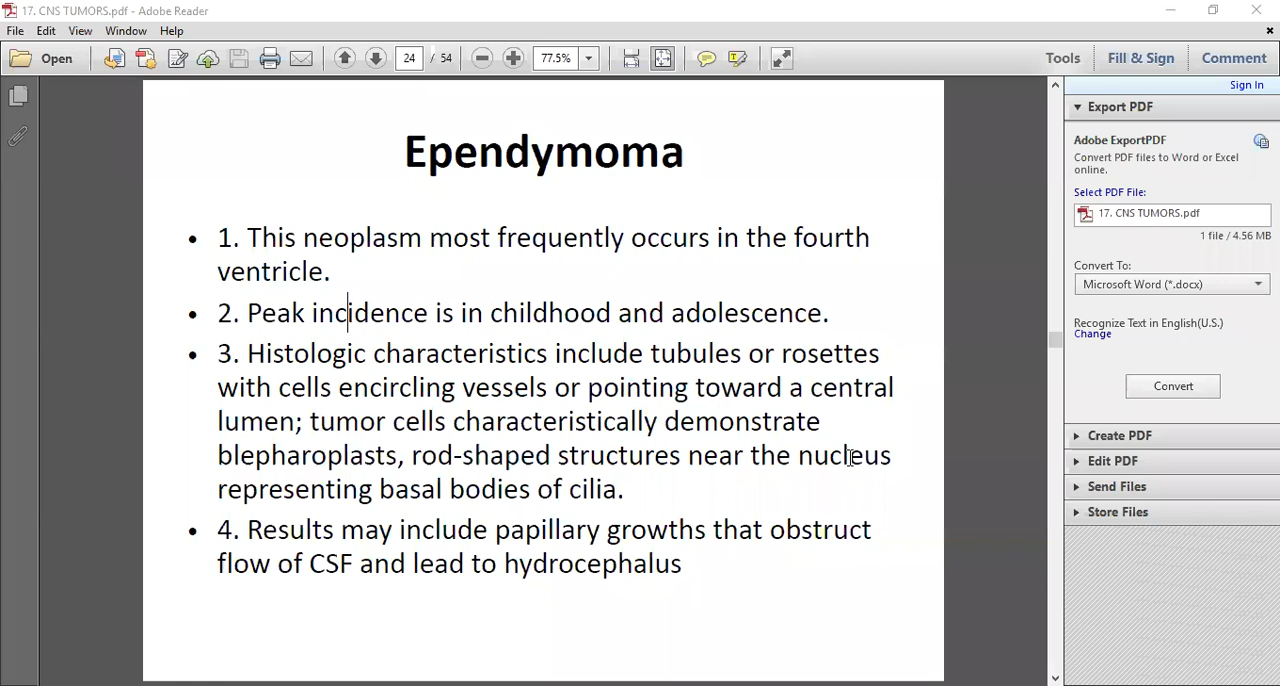 17. CNS TUMORS.pdf - Adobe Reader
File Edit View Window Help
Open 24 / 54 77.5% Tools Fill & Sign Comment
Sign In
Export PDF
Adobe ExportPDF
Convert PDF files to Word or Excel
online.
Select PDF File:
17. CNS TUMORS.pdf
1 file / 4.56 MB
Convert To:
Microsoft Word (*.docx)
Recognize Text in English(U.S.)
Change
Convert
Create PDF
Edit PDF
Send Files
Store Files
Ependymoma
• 1. This neoplasm most frequently occurs in the fourth
ventricle.
• 2. Peak incidence is in childhood and adolescence.
• 3. Histologic characteristics include tubules or rosettes
with cells encircling vessels or pointing toward a central
lumen; tumor cells characteristically demonstrate
blepharoplasts, rod-shaped structures near the nucleus
representing basal bodies of cilia.
• 4. Results may include papillary growths that obstruct
flow of CSF and lead to hydrocephalus